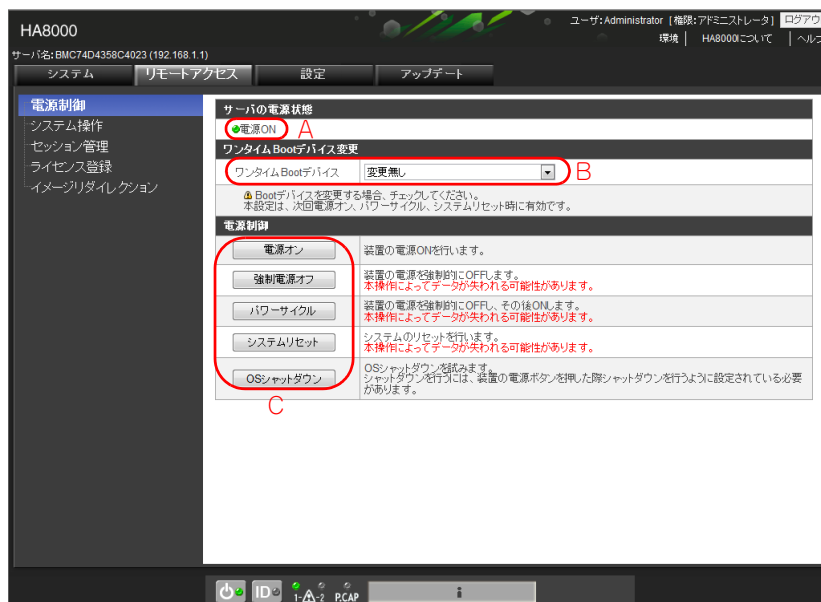 HA8000
ユーザ:Administrator [権限:アドミニストレータ] ログアウ
環境 | HA8000について | ヘルプ
サーバ名:BMC74D4358C4023 (192.168.1.1)
システム リモートアクセス 設定 アップデート
電源制御
システム操作
セッション管理
ライセンス登録
イメージリダイレクション
サーバの電源状態
電源ON A
ワンタイムBootデバイス変更
ワンタイムBootデバイス 変更無し B
Bootデバイスを変更する場合、チェックしてください。
本設定は、次回電源オン、パワーサイクル、システムリセット時に有効です。
電源制御
電源オン 装置の電源ONを行います。
強制電源オフ 装置の電源を強制的にOFFします。
本操作によってデータが失われる可能性があります。
パワーサイクル 装置の電源を強制的にOFFし、その後ONします。
本操作によってデータが失われる可能性があります。
システムリセット システムのリセットを行います。
本操作によってデータが失われる可能性があります。
OSシャットダウン OSシャットダウンを試みます。
シャットダウンを行うには、装置の電源ボタンを押した際シャットダウンを行うように設定されている必要
があります。
C
ID 1-⚠-2 P.CAP i